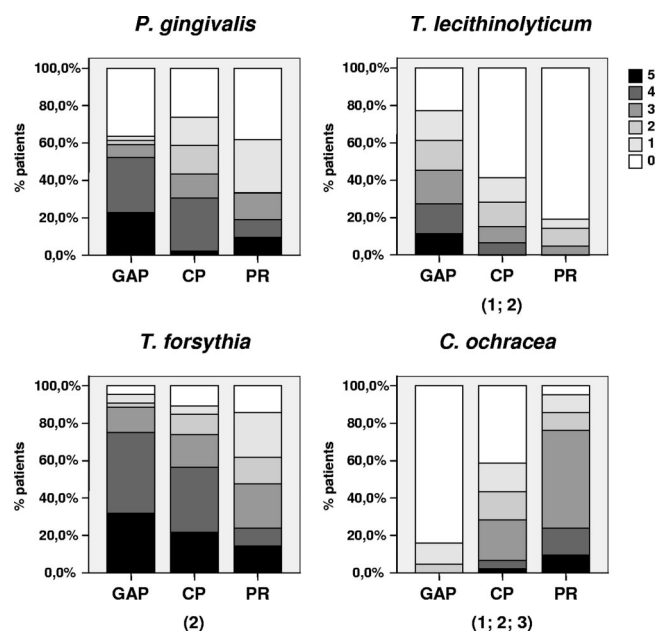 P. gingivalis
T. lecithinolyticum
100,0%
80,0%
60,0%
40,0%
20,0%
0,0%
% patients
GAP CP PR
100,0%
80,0%
60,0%
40,0%
20,0%
0,0%
% patients
GAP CP PR
(1; 2)
5
4
3
2
1
0
T. forsythia
C. ochracea
100,0%
80,0%
60,0%
40,0%
20,0%
0,0%
% patients
GAP CP PR
(2)
100,0%
80,0%
60,0%
40,0%
20,0%
0,0%
% patients
GAP CP PR
(1; 2; 3)